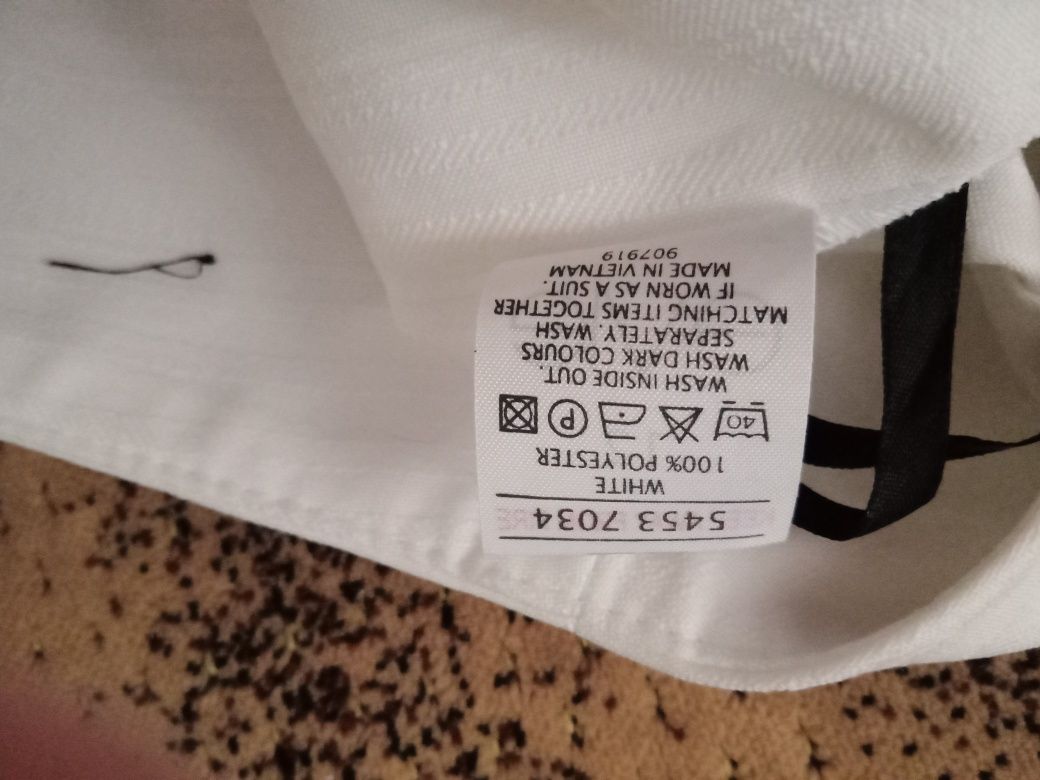 5453 7034
WHITE
100% POLYESTER
40 P
WASH INSIDE OUT.
WASH DARK COLOURS
SEPARATELY. WASH
MATCHING ITEMS TOGETHER
IF WORN AS A SUIT.
MADE IN VIETNAM
907919